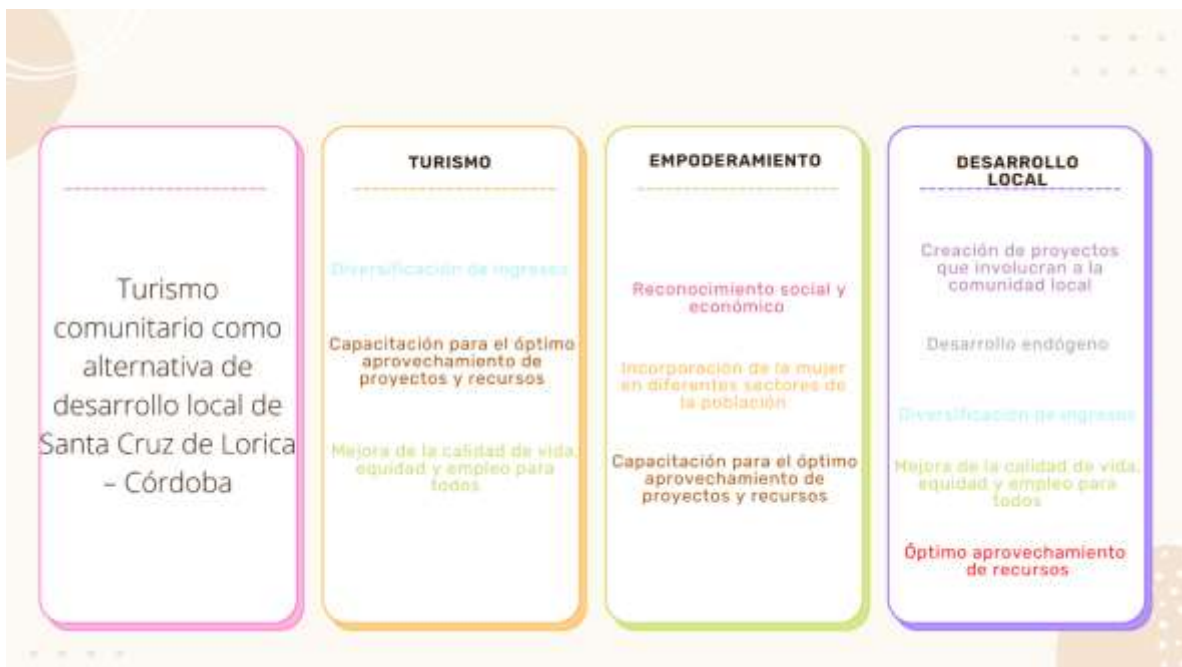 Turismo
comunitario como
alternativa de
desarrollo local de
Santa Cruz de Lorica
– Córdoba
TURISMO
Diversificación de ingresos
Capacitación para el óptimo
aprovechamiento de
proyectos y recursos
Mejora de la calidad de vida,
equidad y empleo para
todos
EMPODERAMIENTO
Reconocimiento social y
económico
Incorporación de la mujer
en diferentes sectores de
la población
Capacitación para el óptimo
aprovechamiento de
proyectos y recursos
DESARROLLO
LOCAL
Creación de proyectos
que involucran a la
comunidad local
Desarrollo endógeno
Diversificación de ingresos
Mejora de la calidad de vida,
equidad y empleo para
todos
Óptimo aprovechamiento
de recursos